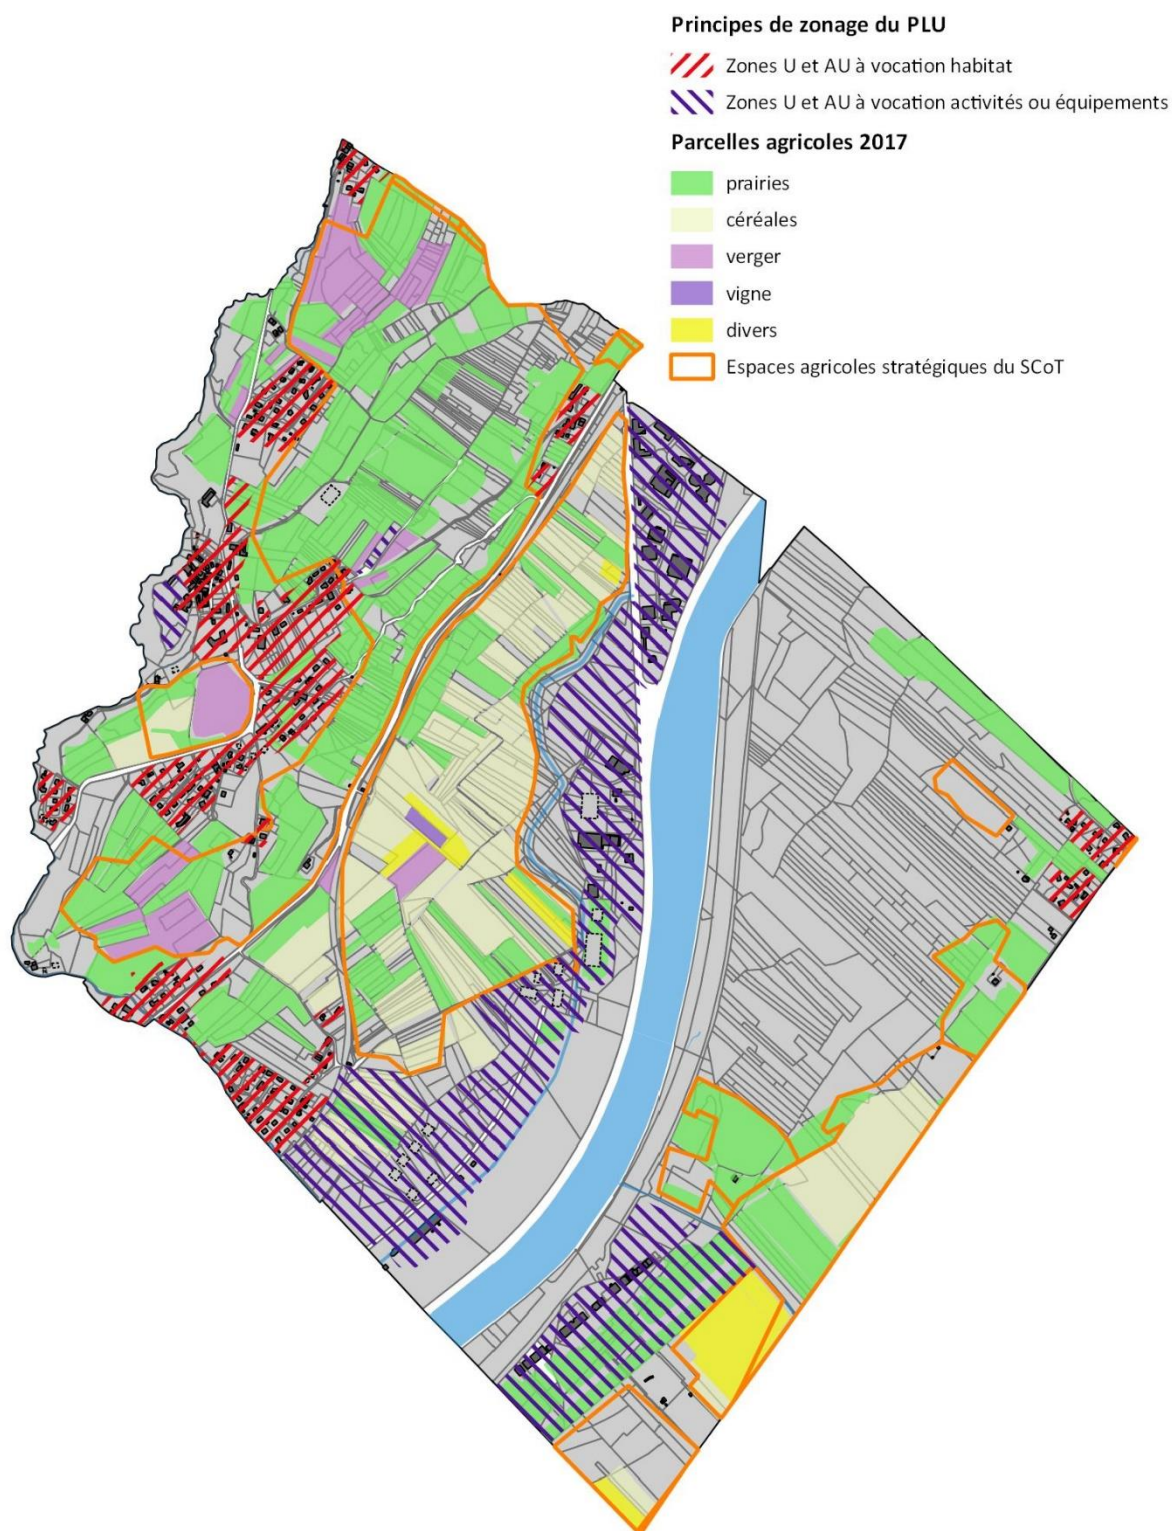 Principes de zonage du PLU
Zones U et AU à vocation habitat
Zones U et AU à vocation activités ou équipements
Parcelles agricoles 2017
prairies
céréales
verger
vigne
divers
Espaces agricoles stratégiques du SCoT